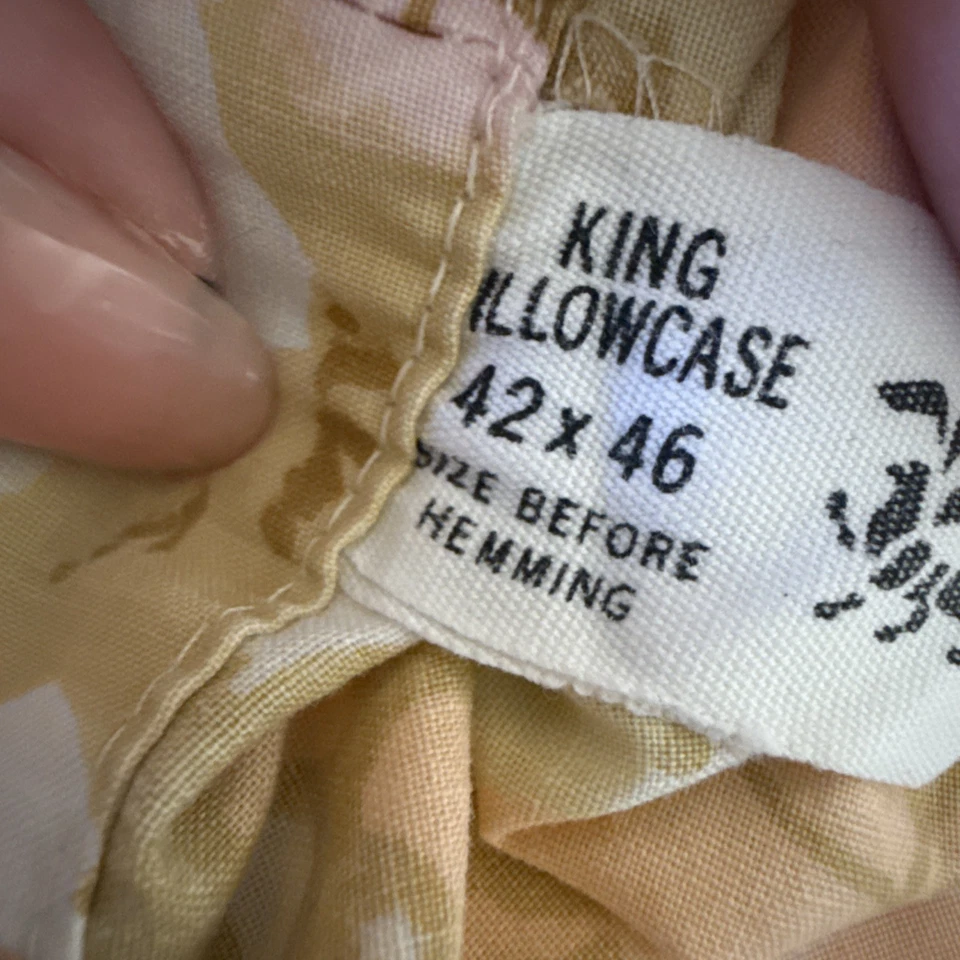 KING
ILLOWCASE
42 x 46
SIZE BEFORE
HEMMING